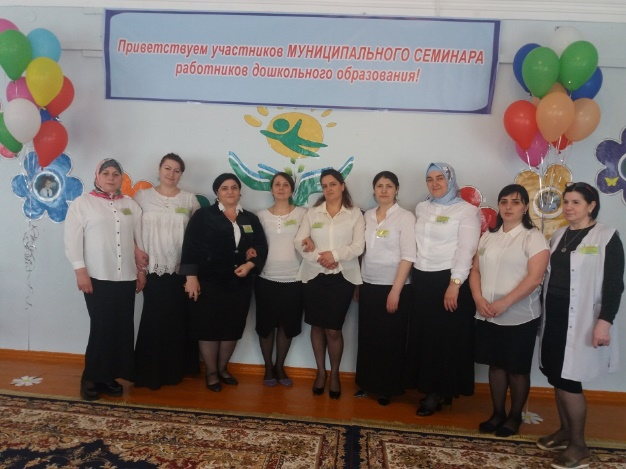 Приветствуем участников МУНИЦИПАЛЬНОГО СЕМИНАРА
работников дошкольного образования!